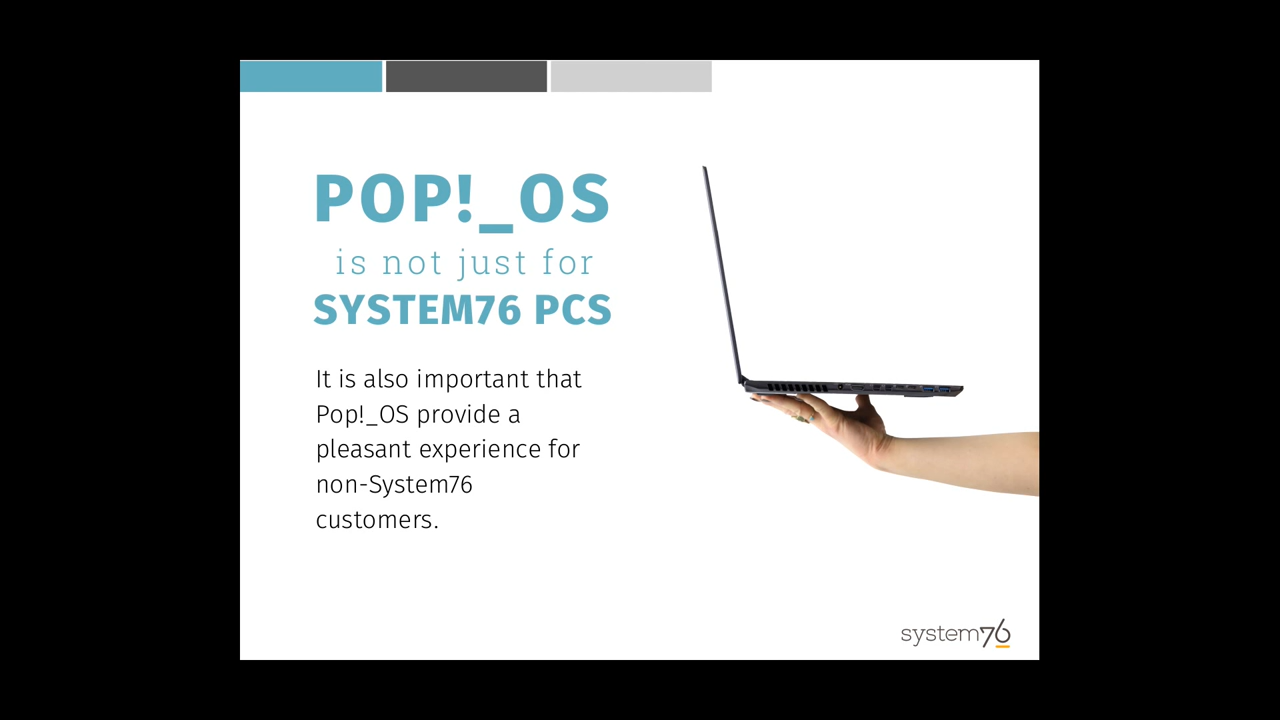 POP!_OS
is not just for
SYSTEM76 PCS
It is also important that
Pop!_OS provide a
pleasant experience for
non-System76
customers.
system76